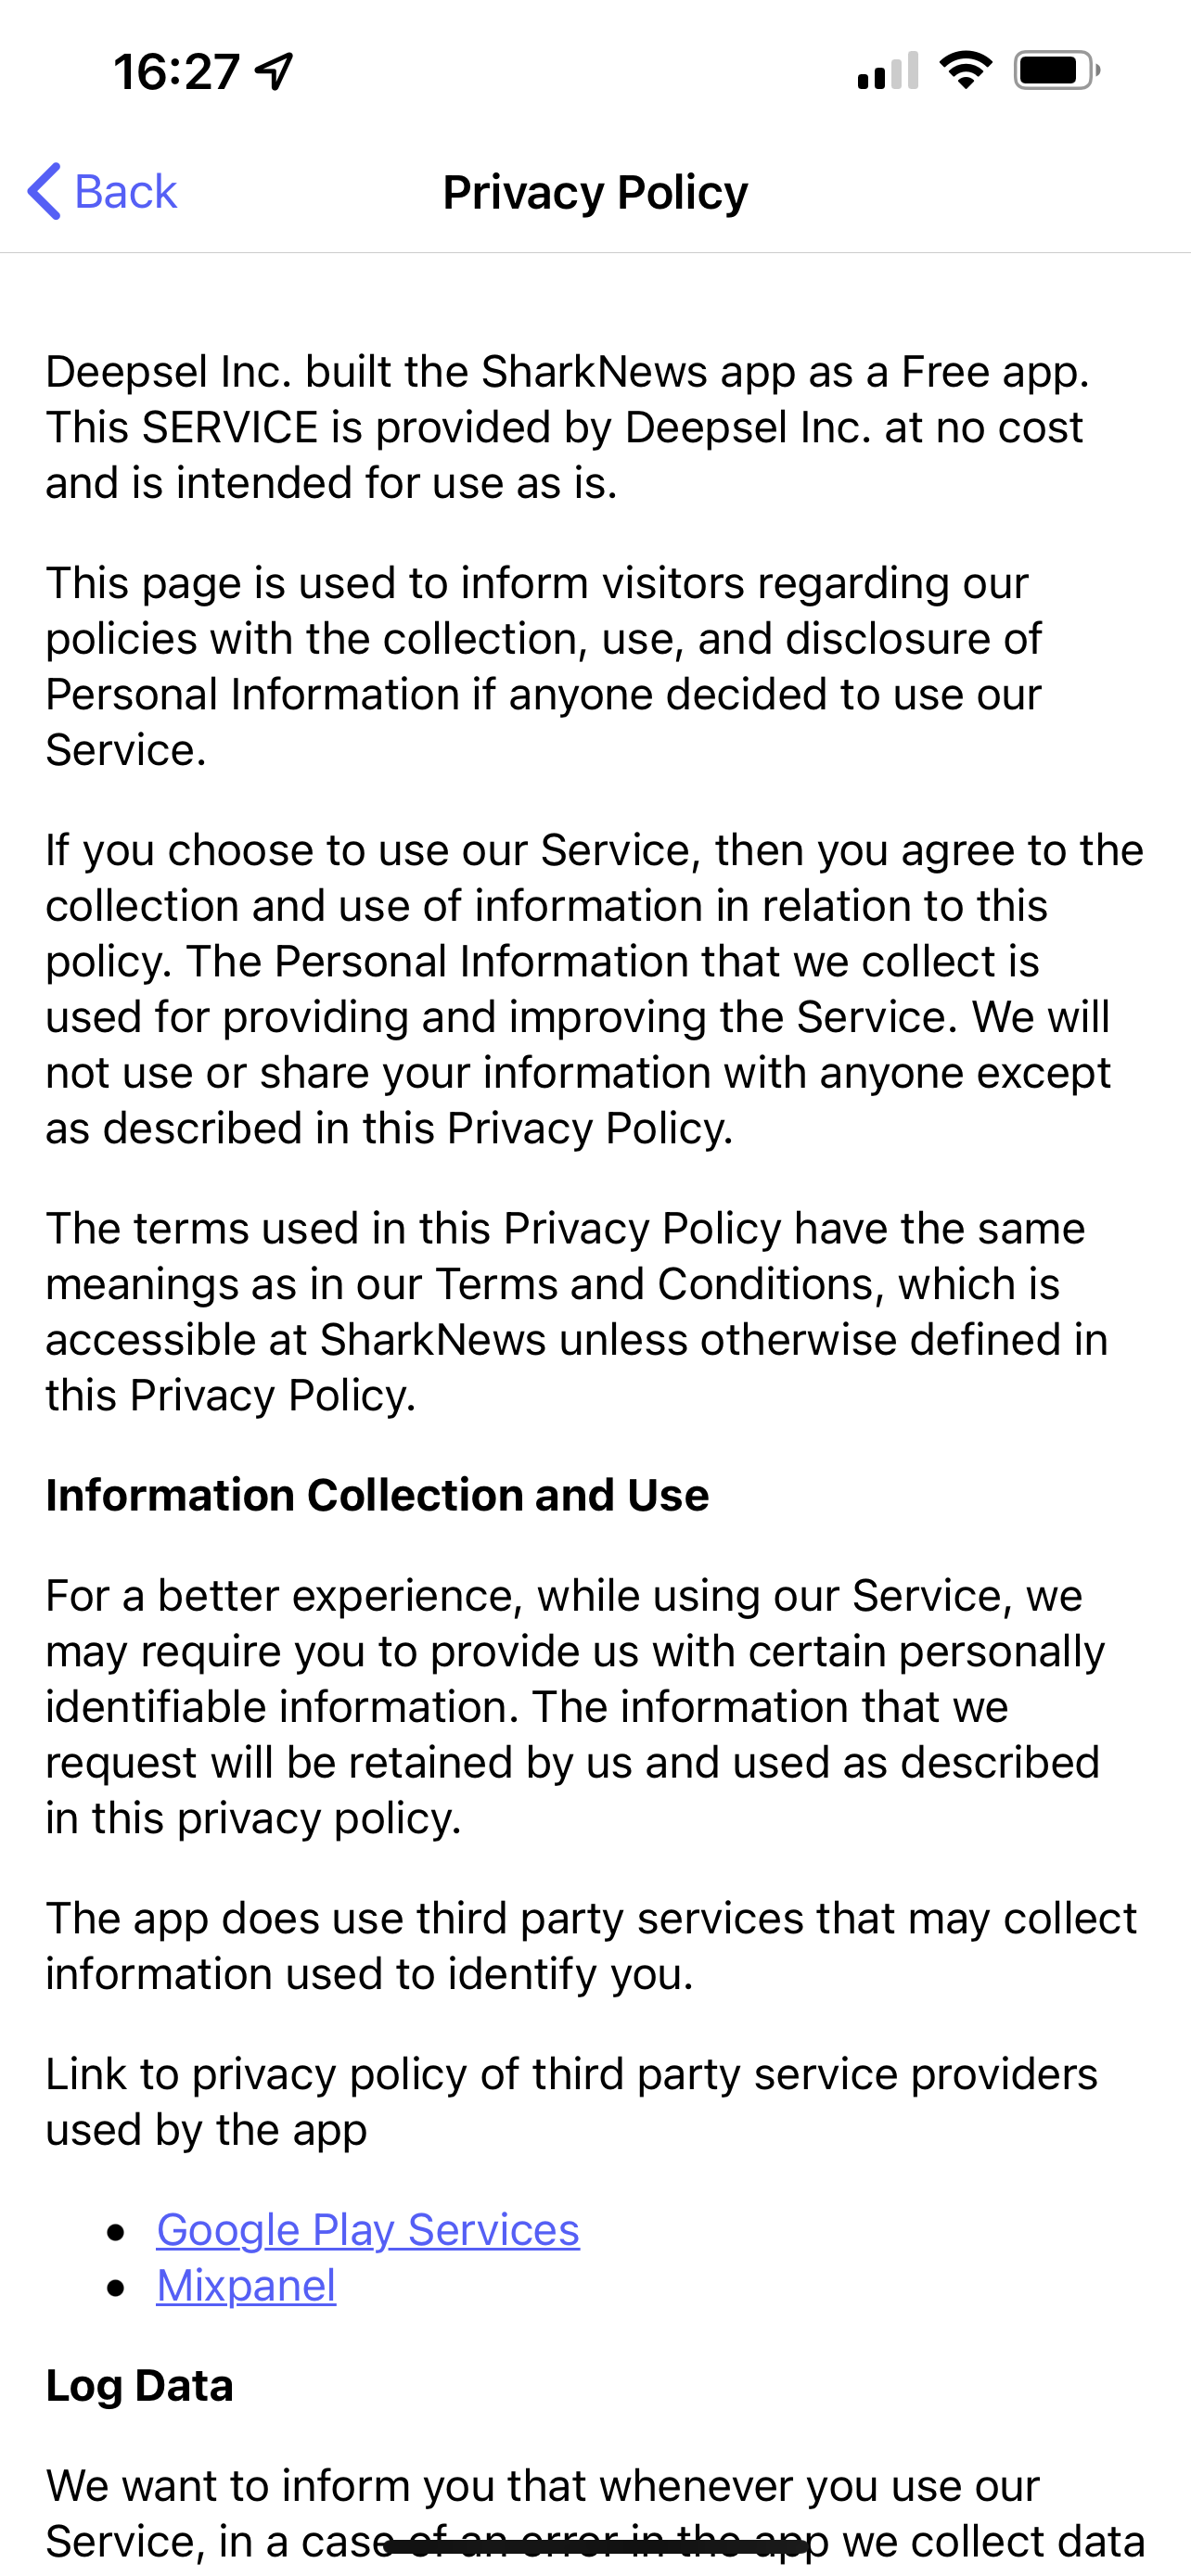 16:27
Back
Privacy Policy
Deepsel Inc. built the SharkNews app as a Free app.
This SERVICE is provided by Deepsel Inc. at no cost
and is intended for use as is.
This page is used to inform visitors regarding our
policies with the collection, use, and disclosure of
Personal Information if anyone decided to use our
Service.
If you choose to use our Service, then you agree to the
collection and use of information in relation to this
policy. The Personal Information that we collect is
used for providing and improving the Service. We will
not use or share your information with anyone except
as described in this Privacy Policy.
The terms used in this Privacy Policy have the same
meanings as in our Terms and Conditions, which is
accessible at SharkNews unless otherwise defined in
this Privacy Policy.
Information Collection and Use
For a better experience, while using our Service, we
may require you to provide us with certain personally
identifiable information. The information that we
request will be retained by us and used as described
in this privacy policy.
The app does use third party services that may collect
information used to identify you.
Link to privacy policy of third party service providers
used by the app
• Google Play Services
• Mixpanel
Log Data
We want to inform you that whenever you use our
Service, in a case of an error in the app we collect data